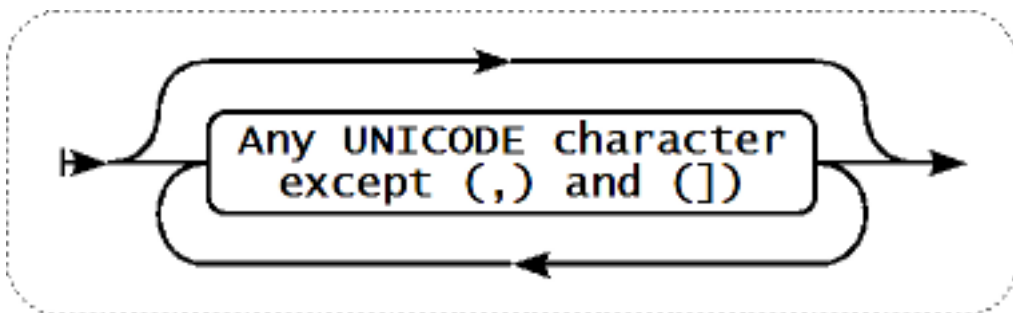 Any UNICODE character
except (,) and (])